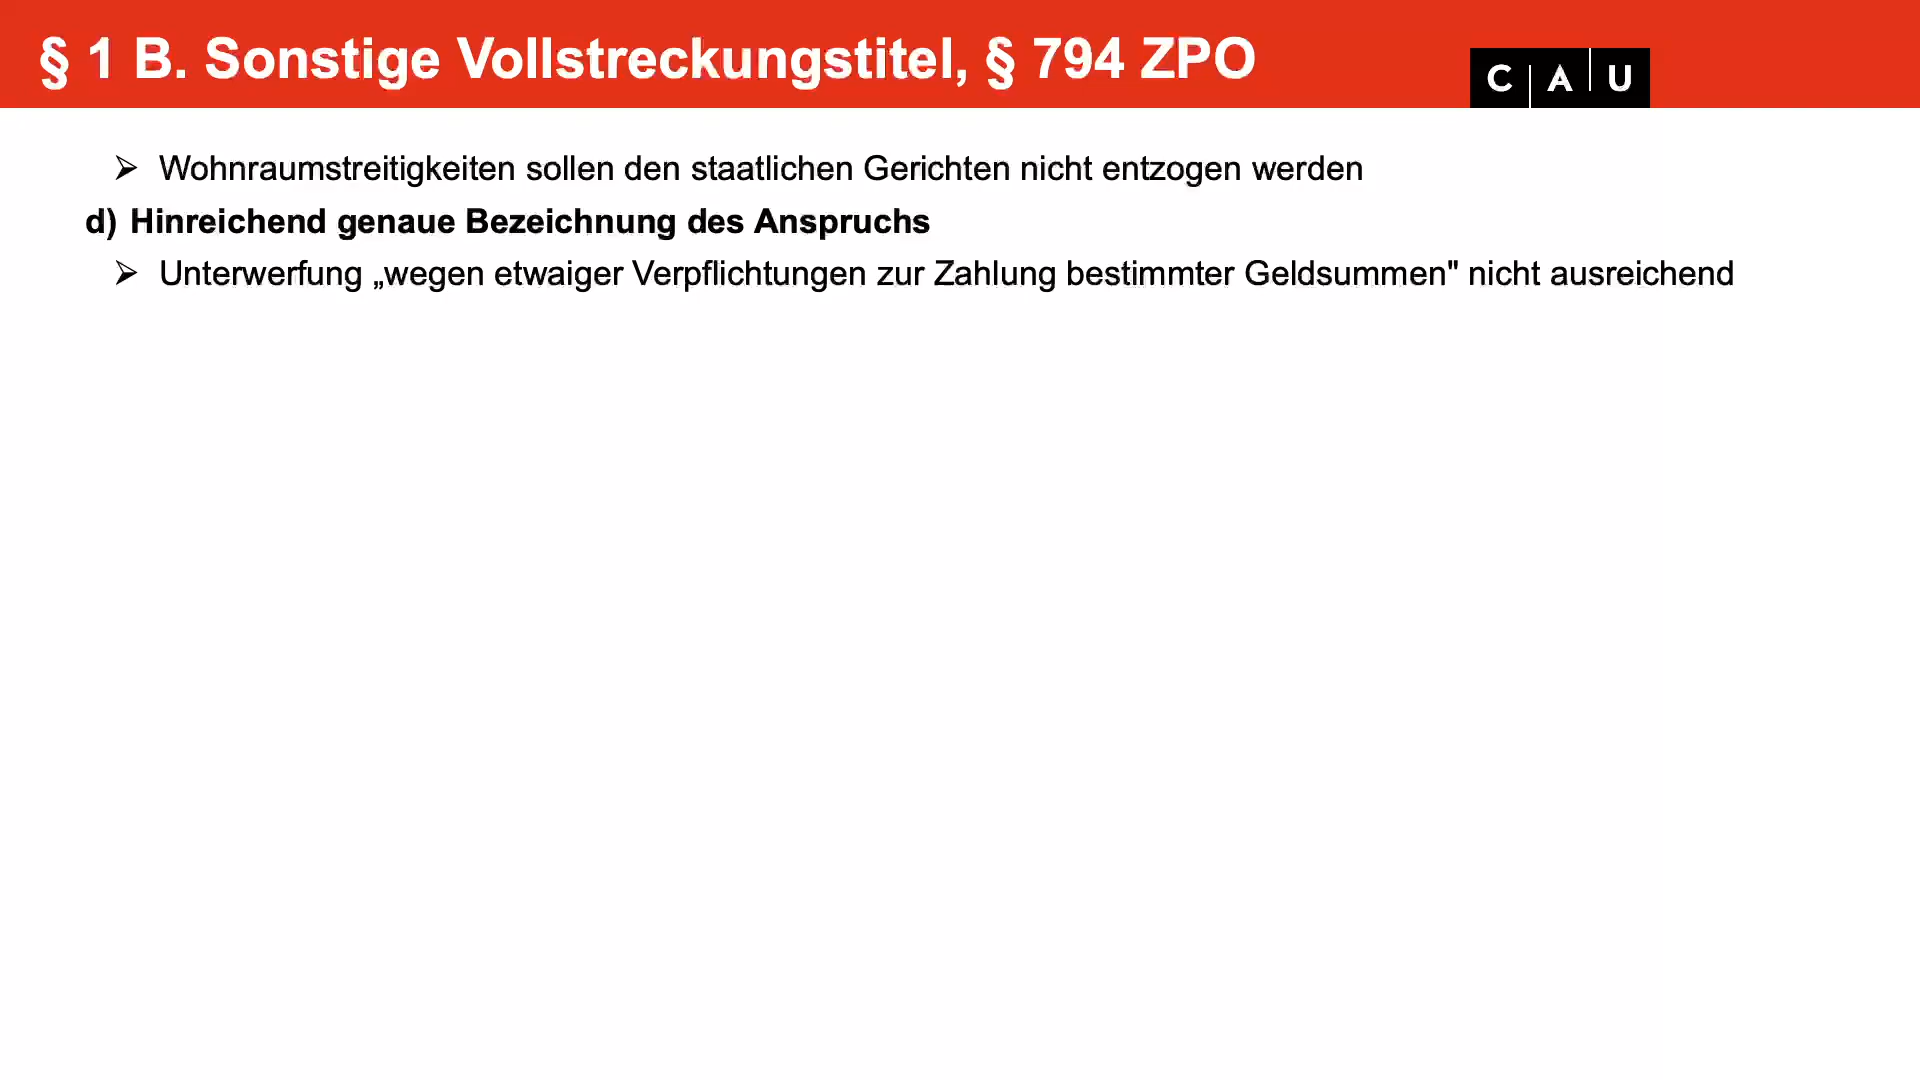 § 1 B. Sonstige Vollstreckungstitel, § 794 ZPO
C A U
➢ Wohnraumstreitigkeiten sollen den staatlichen Gerichten nicht entzogen werden
d) Hinreichend genaue Bezeichnung des Anspruchs
➢ Unterwerfung „wegen etwaiger Verpflichtungen zur Zahlung bestimmter Geldsummen" nicht ausreichend